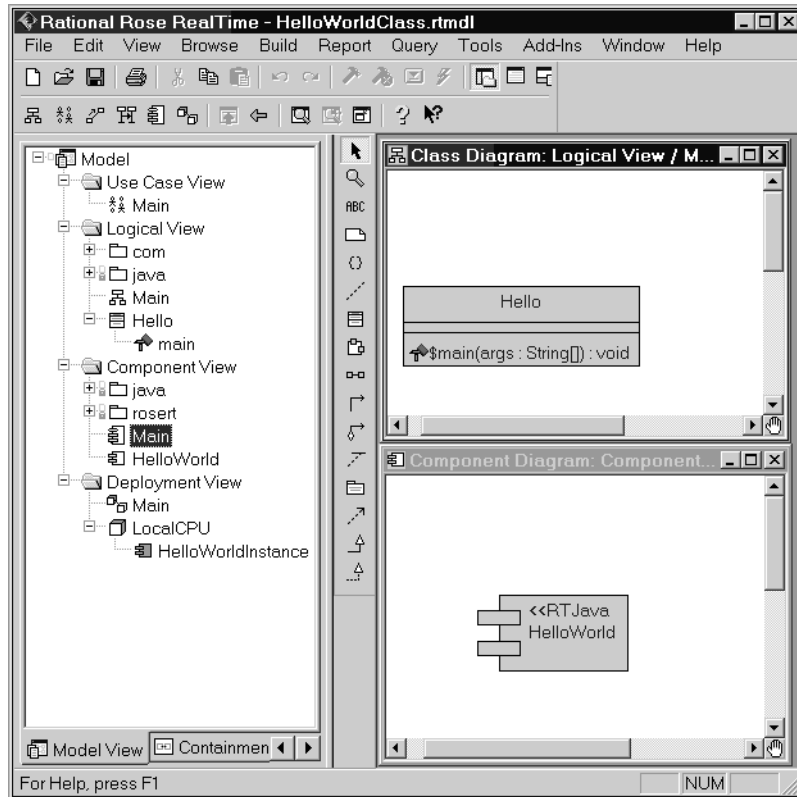 Rational Rose RealTime - HelloWorldClass.rtmdl
File Edit View Browse Build Report Query Tools Add-Ins Window Help
Model
Use Case View
Main
Logical View
com
java
Main
Hello
main
Component View
java
rosert
Main
HelloWorld
Deployment View
Main
LocalCPU
HelloWorldInstance
Model View
Containmen
ABC
Class Diagram: Logical View / M...
Hello
$main(args : String[]) : void
Component Diagram: Component...
<<RTJava
HelloWorld
For Help, press F1
NUM